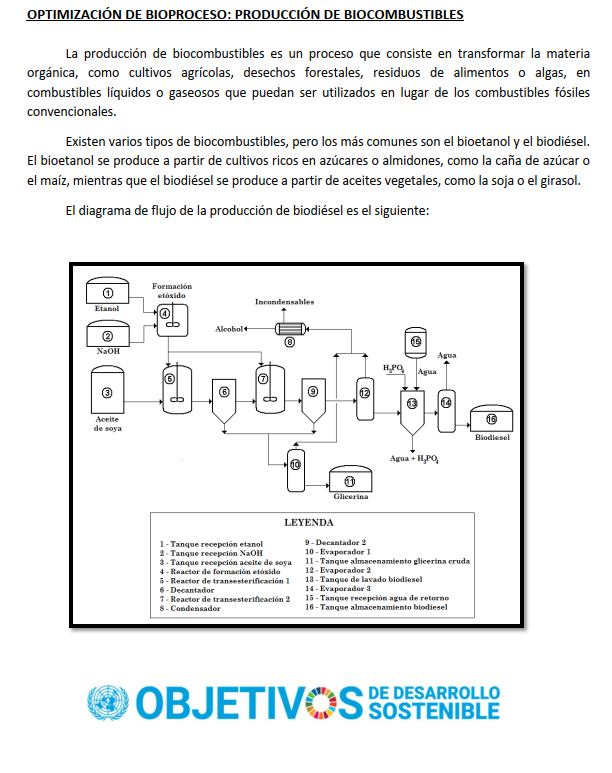 OPTIMIZACIÓN DE BIOPROCESO: PRODUCCIÓN DE BIOCOMBUSTIBLES
La producción de biocombustibles es un proceso que consiste en transformar la materia
orgánica, como cultivos agrícolas, desechos forestales, residuos de alimentos o algas, en
combustibles líquidos o gaseosos que puedan ser utilizados en lugar de los combustibles fósiles
convencionales.
Existen varios tipos de biocombustibles, pero los más comunes son el bioetanol y el biodiésel.
El bioetanol se produce a partir de cultivos ricos en azúcares o almidones, como la caña de azúcar o
el maíz, mientras que el biodiésel se produce a partir de aceites vegetales, como la soja o el girasol.
El diagrama de flujo de la producción de biodiésel es el siguiente:
1
Etanol
Formación
etóxido
4
2
NaOH
Incondensables
Alcohol
8
15
Agua
H3PO4
Agua
3
Aceite
de soya
5
6
7
9
12
13
14
16
Biodiesel
Agua + H3PO4
10
11
Glicerina
LEYENDA
1 - Tanque recepción etanol
2 - Tanque recepción NaOH
3 - Tanque recepción aceite de soya
4 - Reactor de formación etóxido
5 - Reactor de transesterificación 1
6 - Decantador
7 - Reactor de transesterificación 2
8 - Condensador
9 - Decantador 2
10 - Evaporador 1
11 - Tanque almacenamiento glicerina cruda
12 - Evaporador 2
13 - Tanque de lavado biodiesel
14 - Evaporador 3
15 - Tanque recepción agua de retorno
16 - Tanque almacenamiento biodiesel
OBJETIVOS DE DESARROLLO
SOSTENIBLE